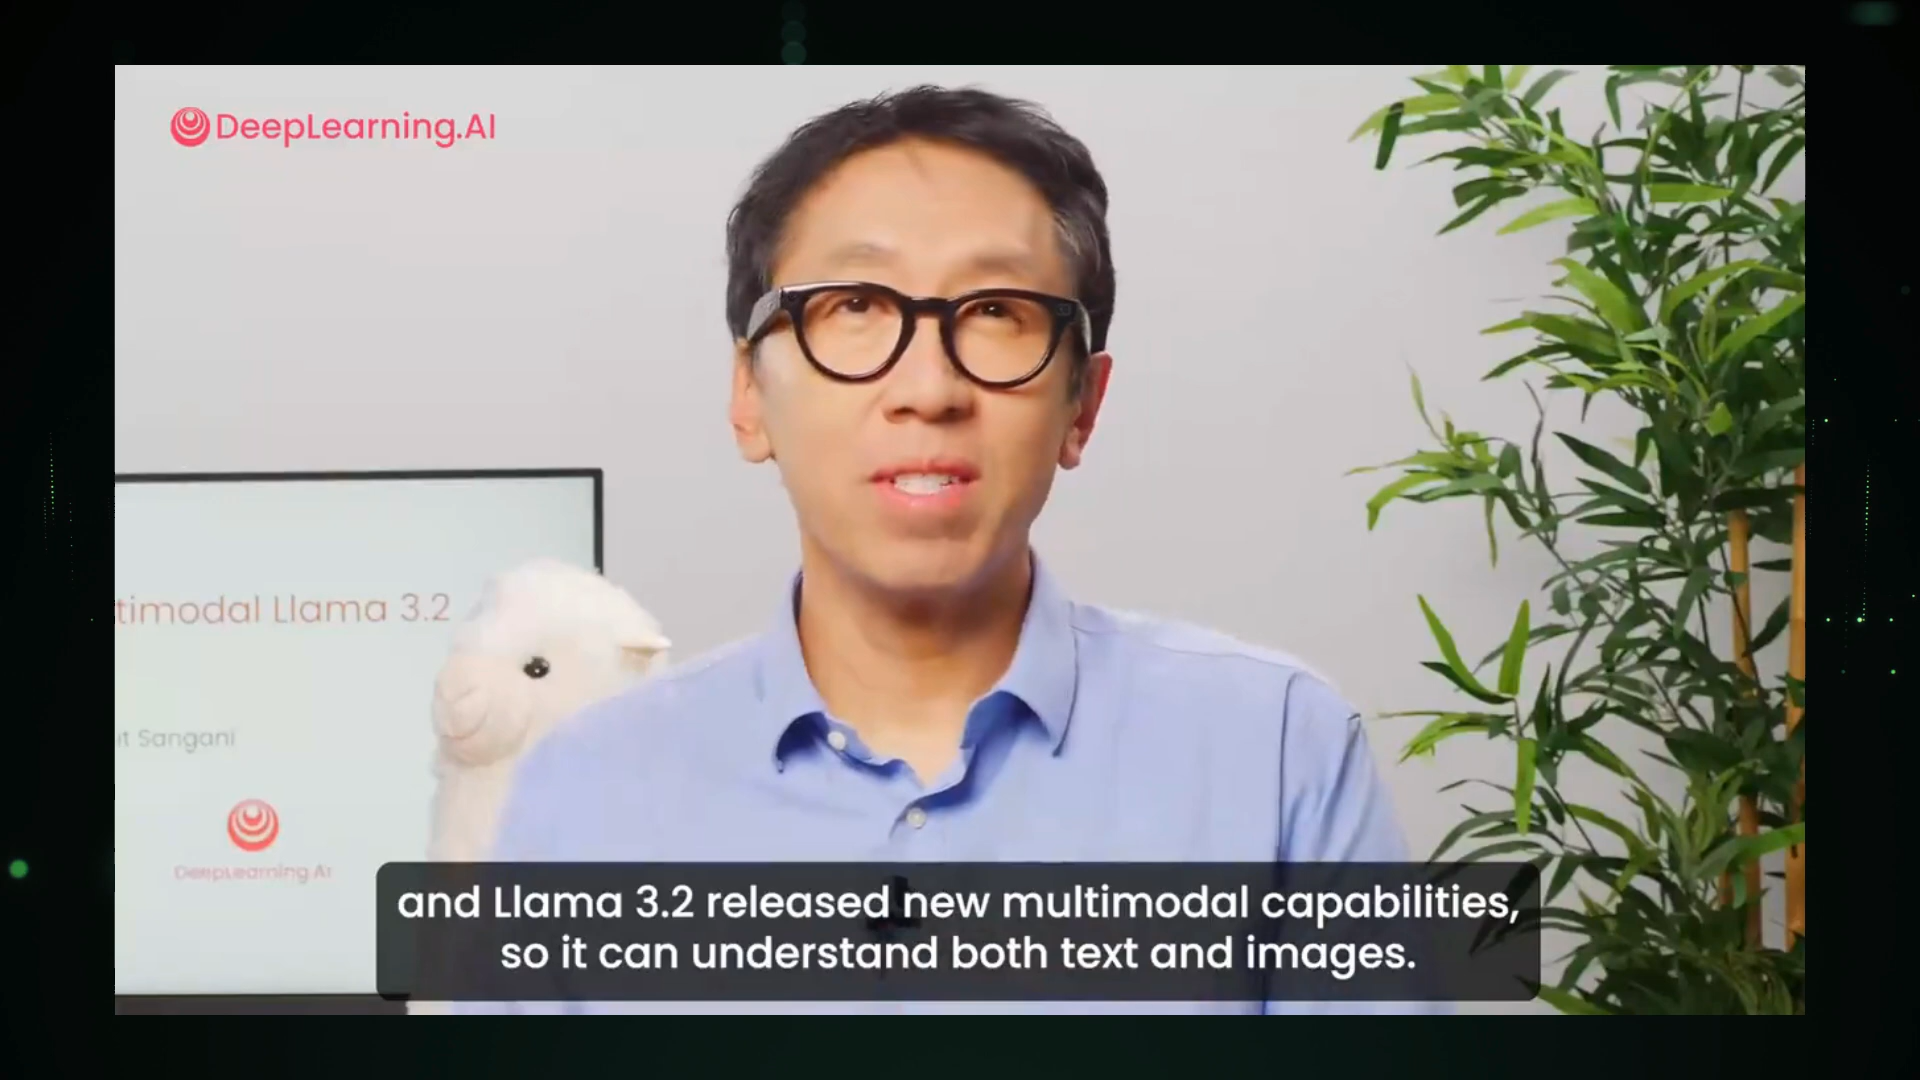 DeepLearning.AI
timodal Llama 3.2
it Sangani
DeepLearning.AI
and Llama 3.2 released new multimodal capabilities,
so it can understand both text and images.